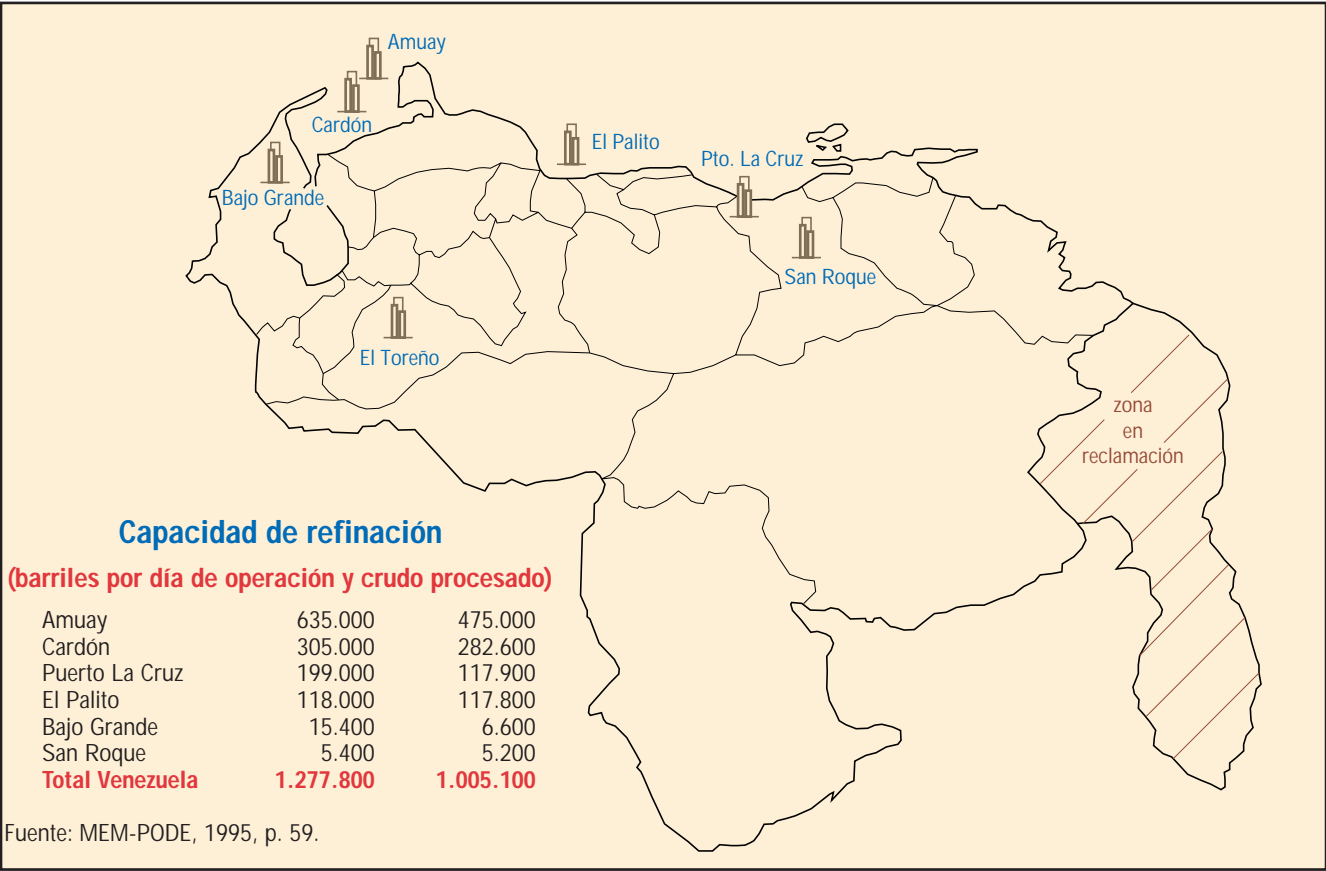 Amuay
Cardón
El Palito
Pto. La Cruz
Bajo Grande
San Roque
El Toreño
zona
en
reclamación
Capacidad de refinación
(barriles por día de operación y crudo procesado)
Amuay 635.000 475.000
Cardón 305.000 282.600
Puerto La Cruz 199.000 117.900
El Palito 118.000 117.800
Bajo Grande 15.400 6.600
San Roque 5.400 5.200
Total Venezuela 1.277.800 1.005.100
Fuente: MEM-PODE, 1995, p. 59.